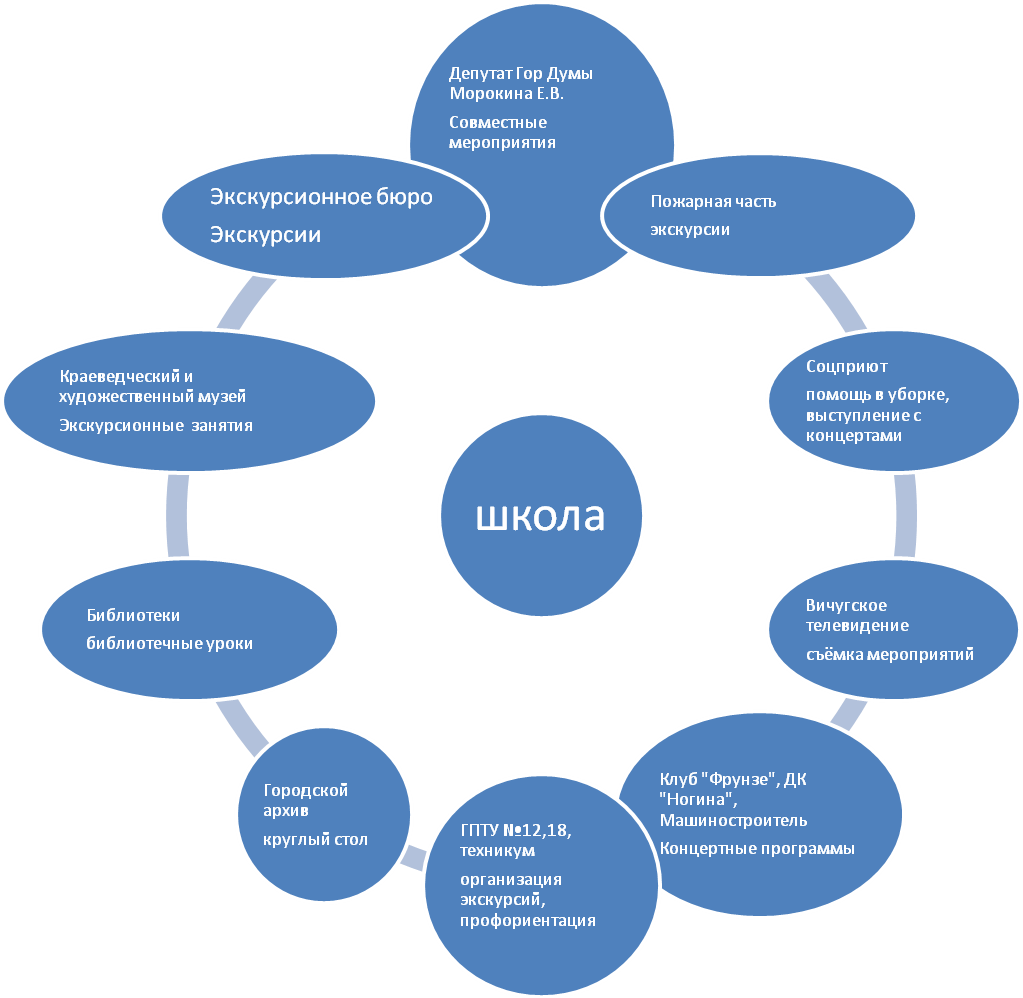 Депутат Гор Думы
Морокина Е.В.
Совместные
мероприятия
Экскурсионное бюро
Экскурсии
Пожарная часть
экскурсии
Краеведческий и
художественный музей
Экскурсионные занятия
Соцприют
помощь в уборке,
выступление с
концертами
школа
Библиотеки
библиотечные уроки
Вичугское
телевидение
съёмка мероприятий
Городской
архив
круглый стол
ГПТУ №12,18,
техникум
организация
экскурсий,
профориентация
Клуб "Фрунзе", ДК
"Ногина",
Машиностроитель
Концертные программы